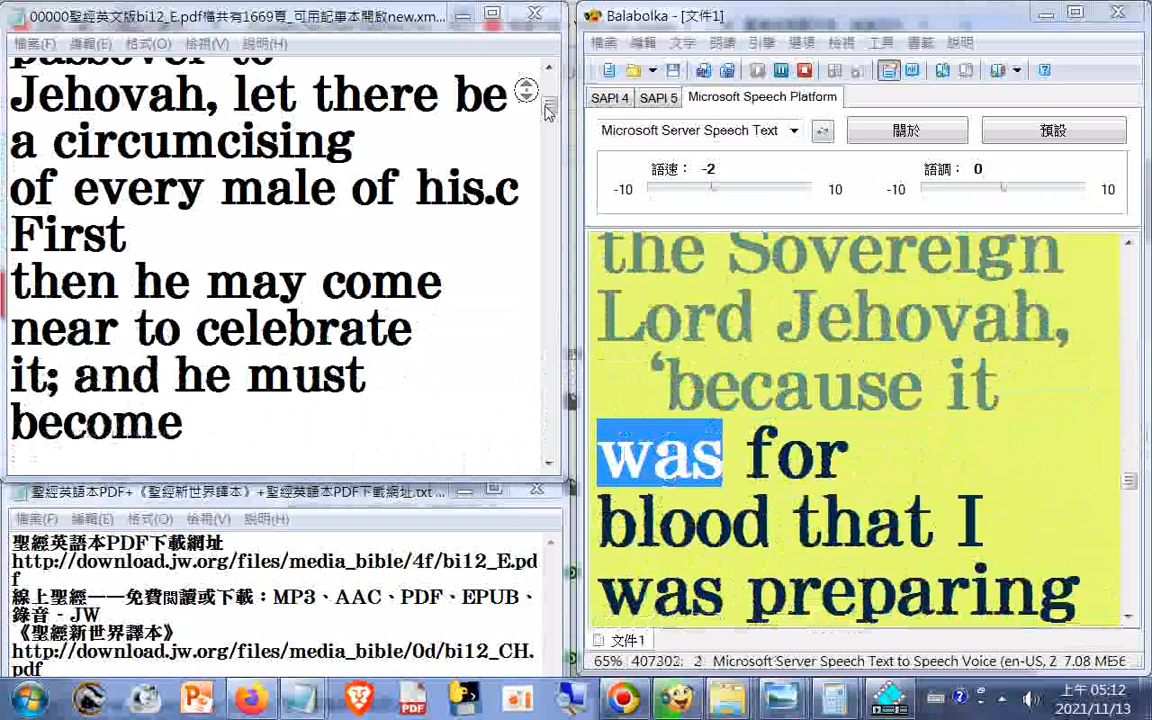 00000聖經英文版bi12_E.pdf檔共有1669頁_可用記事本開啟new.xm...
檔案(F) 編輯(E) 格式(O) 檢視(V) 說明(H)
passover to
Jehovah, let there be
a circumcising
of every male of his.c
First
then he may come
near to celebrate
it; and he must
become
聖經英語本PDF+《聖經新世界譯本》+聖經英語本PDF下載網址.txt ...
檔案(F) 編輯(E) 格式(O) 檢視(V) 說明(H)
聖經英語本PDF下載網址
http://download.jw.org/files/media_bible/4f/bi12_E.pd
f
線上聖經——免費閱讀或下載：MP3、AAC、PDF、EPUB、
錄音 - JW
《聖經新世界譯本》
http://download.jw.org/files/media_bible/0d/bi12_CH.
pdf
Balabolka - [文件1]
檔案 編輯 文字 朗讀 引擎 選項 檢視 工具 書籤 說明
SAPI 4 SAPI 5 Microsoft Speech Platform
Microsoft Server Speech Text 關於 預設
語速： -2 語調： 0
-10 10 -10 10
the Sovereign
Lord Jehovah,
‘because it
was for
blood that I
was preparing
文件1
65% 407302: 2 Microsoft Server Speech Text to Speech Voice (en-US, 2 7.08 ME56
PDF
上午 05:12
2021/11/13